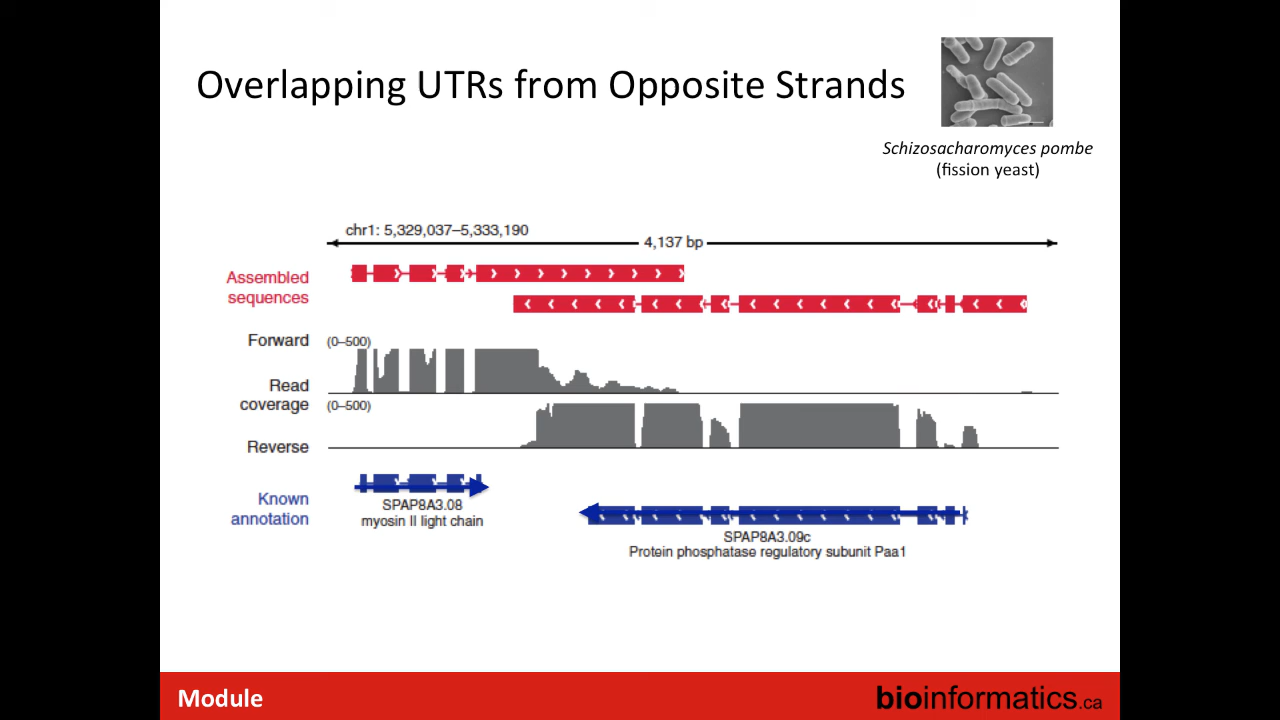 Overlapping UTRs from Opposite Strands
Schizosacharomyces pombe
(fission yeast)
chr1: 5,329,037–5,333,190
4,137 bp
Assembled
sequences
Forward (0–500)
Read
coverage (0–500)
Reverse
Known
annotation
SPAP8A3.08
myosin II light chain
SPAP8A3.09c
Protein phosphatase regulatory subunit Paa1
Module
bioinformatics.ca